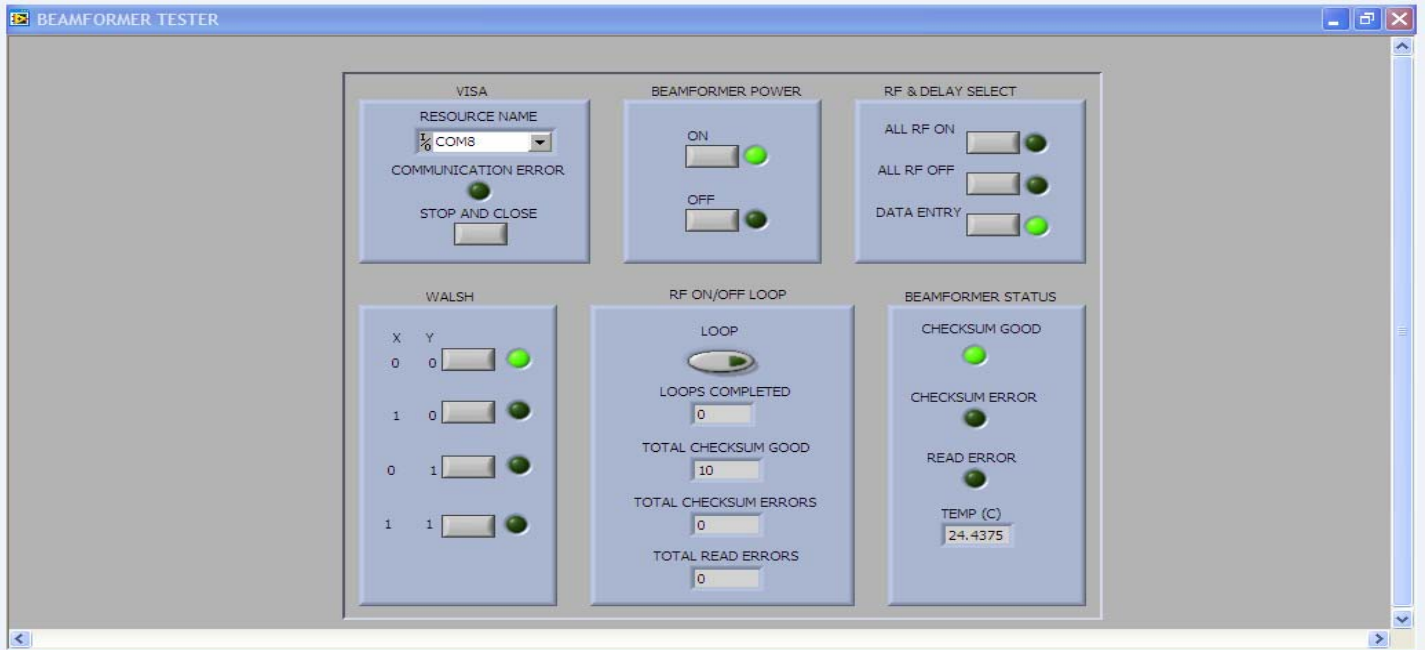 BEAMFORMER TESTER
VISA
RESOURCE NAME
I/O COM8
COMMUNICATION ERROR
STOP AND CLOSE
BEAMFORMER POWER
ON
OFF
RF & DELAY SELECT
ALL RF ON
ALL RF OFF
DATA ENTRY
WALSH
X Y
0 0
1 0
0 1
1 1
RF ON/OFF LOOP
LOOP
LOOPS COMPLETED
0
TOTAL CHECKSUM GOOD
10
TOTAL CHECKSUM ERRORS
0
TOTAL READ ERRORS
0
BEAMFORMER STATUS
CHECKSUM GOOD
CHECKSUM ERROR
READ ERROR
TEMP (C)
24.4375